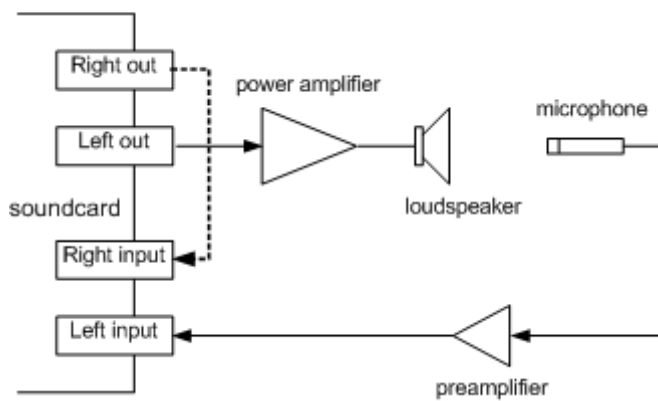 Right out
power amplifier
microphone
Left out
soundcard
loudspeaker
Right input
Left input
preamplifier